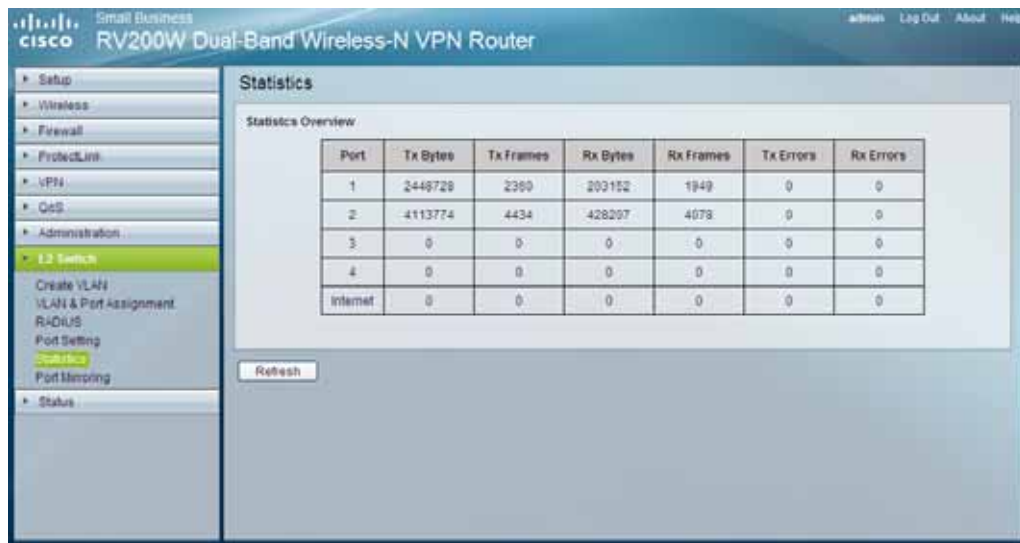 Small Business
CISCO RV200W Dual-Band Wireless-N VPN Router
admin Log Out About Help
Setup
Wireless
Firewall
ProtectLink
VPN
QoS
Administration
L2 Switch
Create VLAN
VLAN & Port Assignment
RADIUS
Port Setting
Statistics
Port Mirroring
Status
Statistics
Statistcs Overview
Port Tx Bytes Tx Frames Rx Bytes Rx Frames Tx Errors Rx Errors
1 2448728 2360 203152 1949 0 0
2 4113774 4434 428207 4078 0 0
3 0 0 0 0 0 0
4 0 0 0 0 0 0
Internet 0 0 0 0 0 0
Refresh